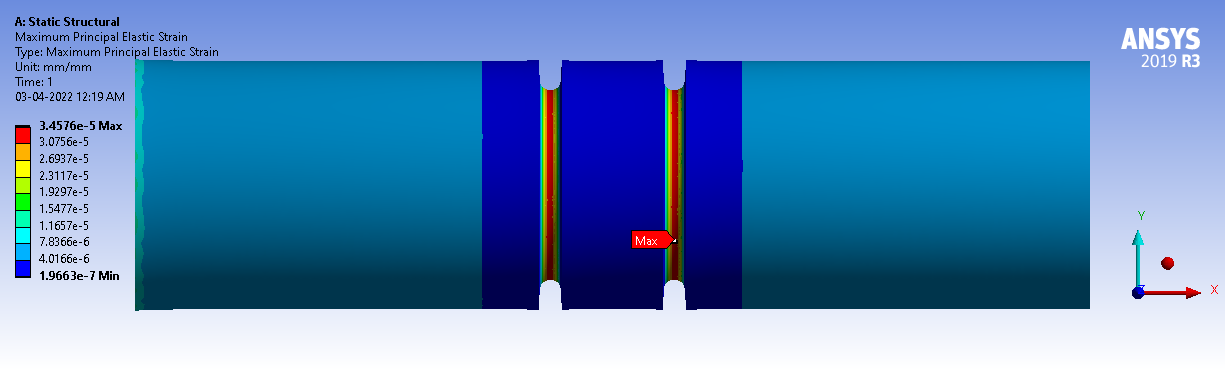 A: Static Structural
Maximum Principal Elastic Strain
Type: Maximum Principal Elastic Strain
Unit: mm/mm
Time: 1
03-04-2022 12:19 AM
3.4576e-5 Max
3.0756e-5
2.6937e-5
2.3117e-5
1.9297e-5
1.5477e-5
1.1657e-5
7.8366e-6
4.0166e-6
1.9663e-7 Min
Max
ANSYS
2019 R3
Y
Z
X